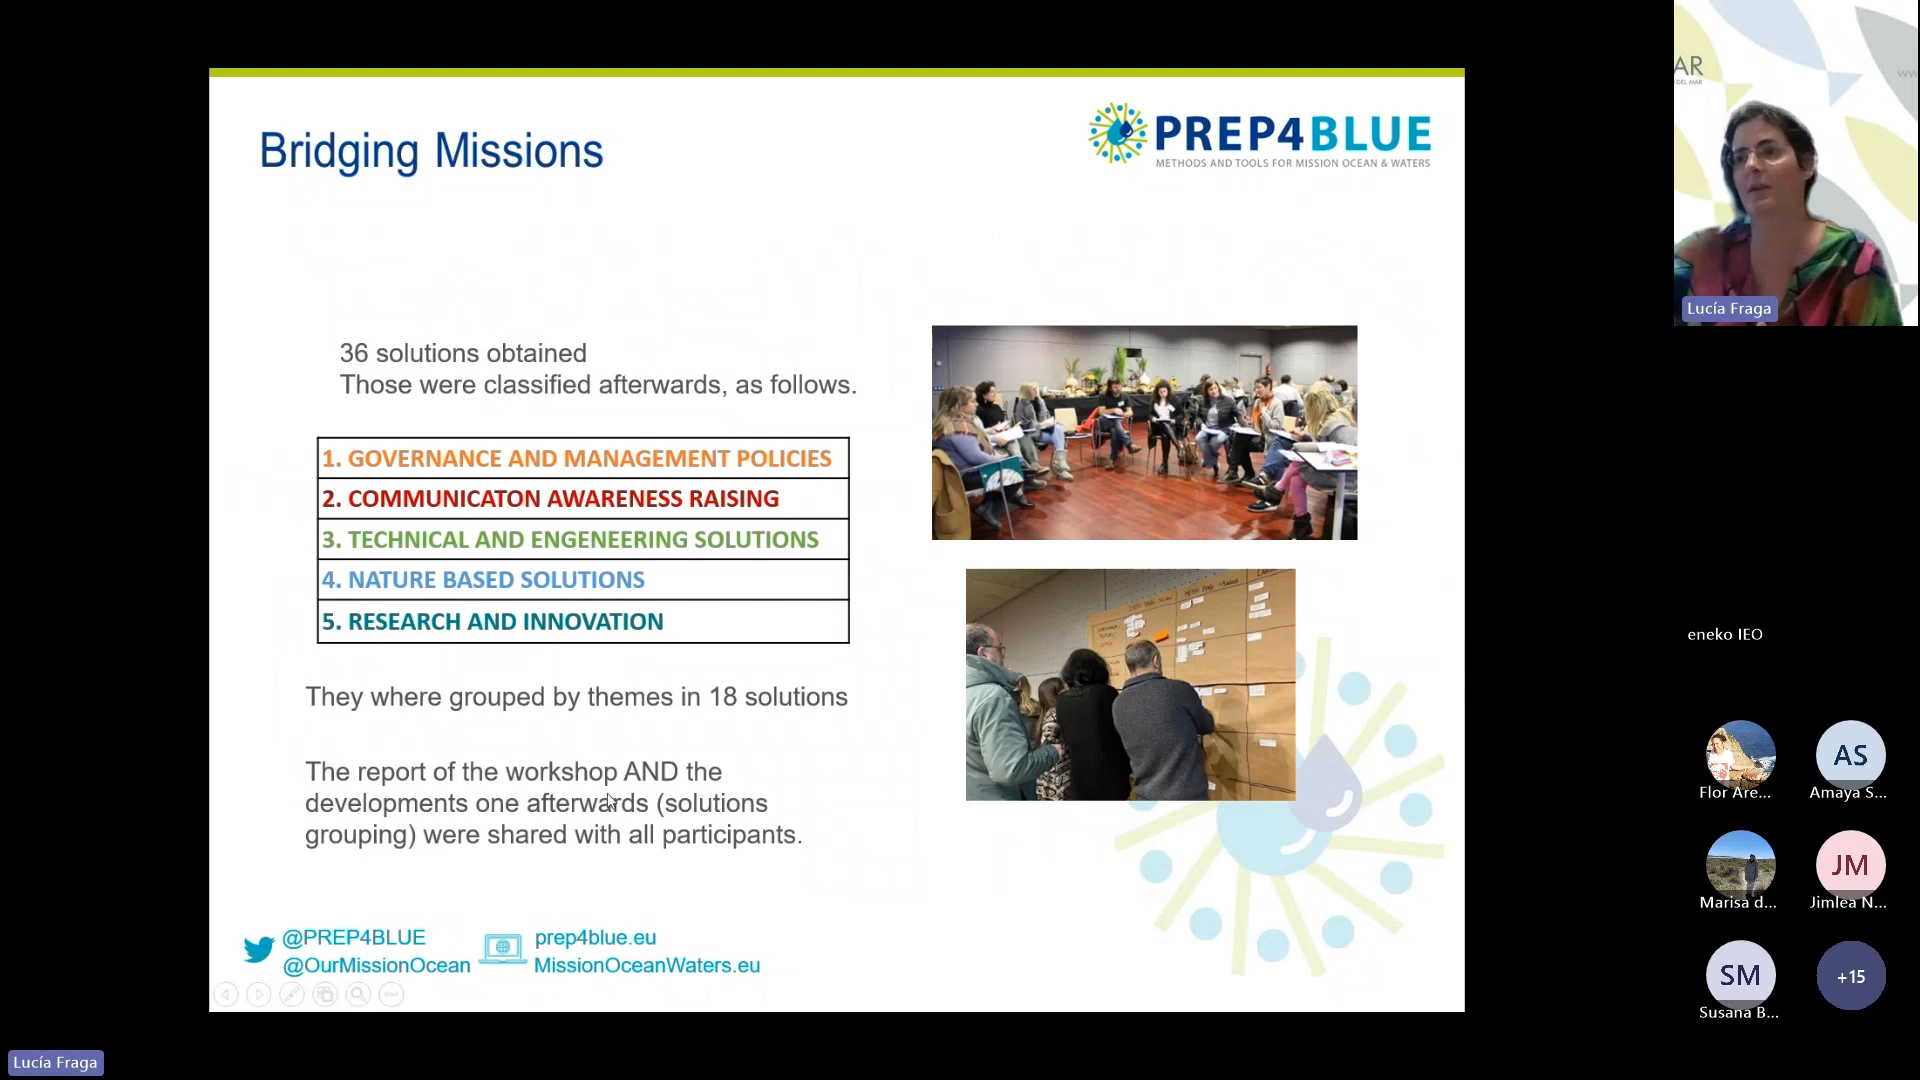 Bridging Missions
PREP4BLUE
METHODS AND TOOLS FOR MISSION OCEAN & WATERS
36 solutions obtained
Those were classified afterwards, as follows.
1. GOVERNANCE AND MANAGEMENT POLICIES
2. COMMUNICATON AWARENESS RAISING
3. TECHNICAL AND ENGENEERING SOLUTIONS
4. NATURE BASED SOLUTIONS
5. RESEARCH AND INNOVATION
They where grouped by themes in 18 solutions
The report of the workshop AND the
developments one afterwards (solutions
grouping) were shared with all participants.
@PREP4BLUE
@OurMissionOcean
prep4blue.eu
MissionOceanWaters.eu
AR
DEL MAR
Lucía Fraga
eneko IEO
Flor Are...
AS
Amaya S...
Marisa d...
JM
Jimlea N...
SM
Susana B...
+15
Lucía Fraga